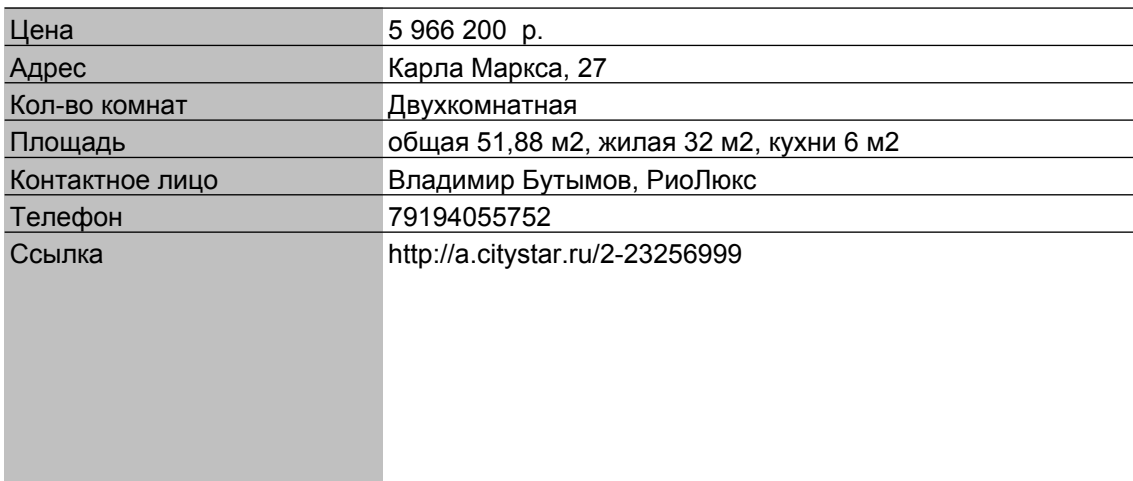 Цена 5 966 200 р.
Адрес Карла Маркса, 27
Кол-во комнат Двухкомнатная
Площадь общая 51,88 м2, жилая 32 м2, кухни 6 м2
Контактное лицо Владимир Бутымов, РиоЛюкс
Телефон 79194055752
Ссылка http://a.citystar.ru/2-23256999